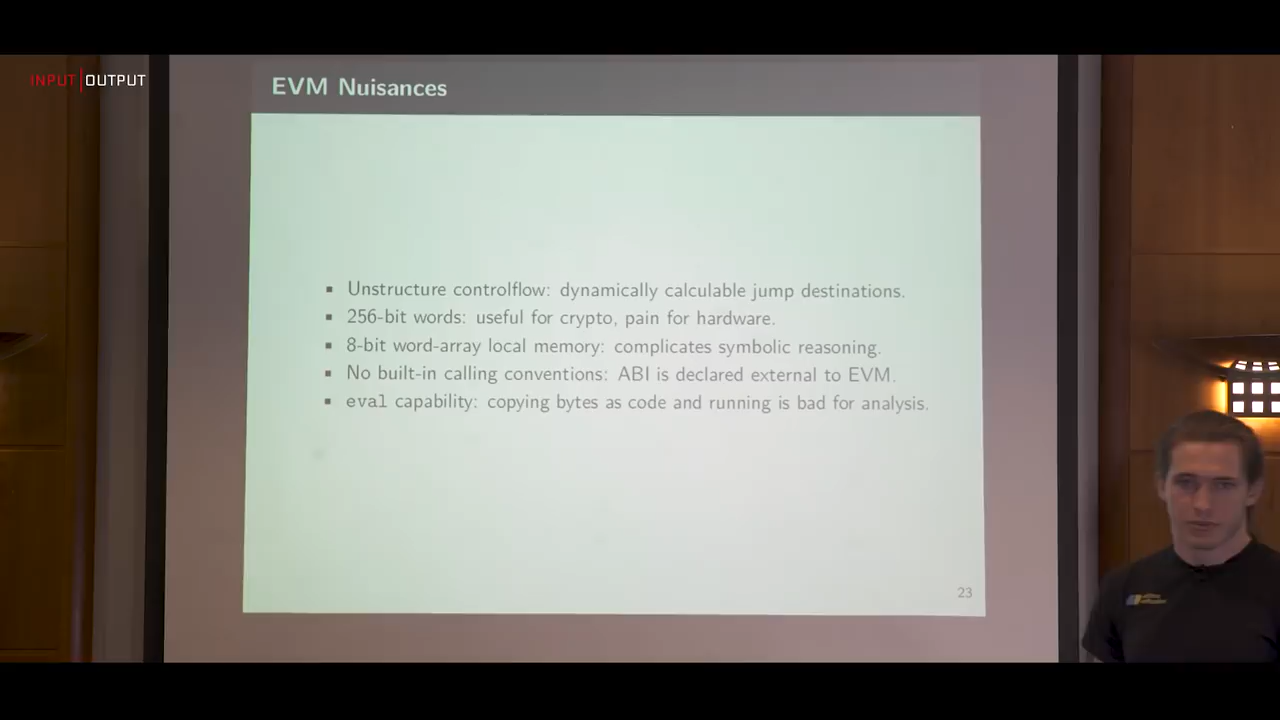 INPUT|OUTPUT
EVM Nuisances
▪ Unstructure controlflow: dynamically calculable jump destinations.
▪ 256-bit words: useful for crypto, pain for hardware.
▪ 8-bit word-array local memory: complicates symbolic reasoning.
▪ No built-in calling conventions: ABI is declared external to EVM.
▪ eval capability: copying bytes as code and running is bad for analysis.
23